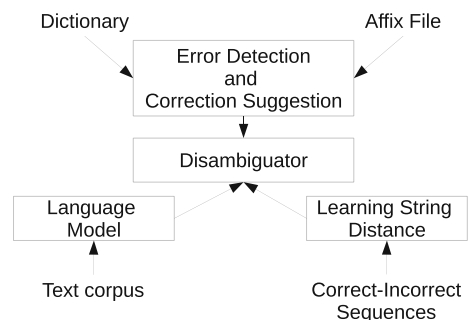 Dictionary
Affix File
Error Detection
and
Correction Suggestion
Disambiguator
Language
Model
Learning String
Distance
Text corpus
Correct-Incorrect
Sequences